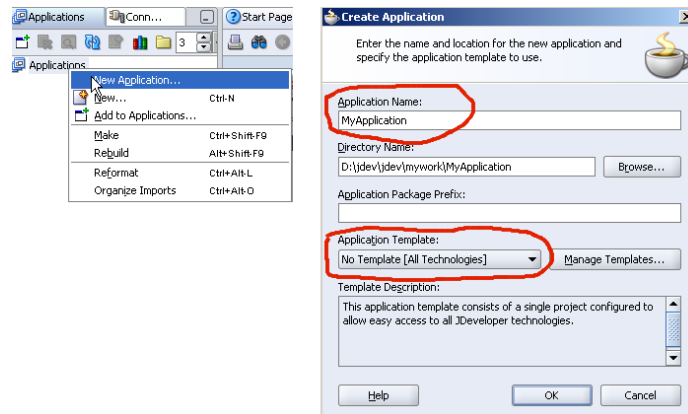 Applications
Conn...
Start Page
3
Applications
New Application...
New... Ctrl-N
Add to Applications...
Make Ctrl+Shift-F9
Rebuild Alt+Shift-F9
Reformat Ctrl+Alt-L
Organize Imports Ctrl+Alt-O
Create Application
Enter the name and location for the new application and
specify the application template to use.
Application Name:
MyApplication
Directory Name:
D:\jdev\jdev\mywork\MyApplication Browse...
Application Package Prefix:
Application Template:
No Template [All Technologies] Manage Templates...
Template Description:
This application template consists of a single project configured to
allow easy access to all JDeveloper technologies.
Help OK Cancel